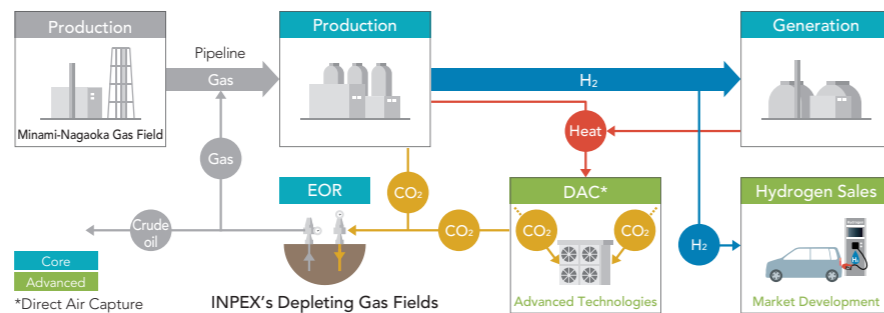 Production
Production
Generation
Pipeline
Gas
H₂
Minami-Nagaoka Gas Field
Heat
Gas
EOR
CO₂
DAC*
Hydrogen Sales
Crude
oil
CO₂
CO₂
CO₂
H₂
H₂
Core
Advanced
*Direct Air Capture
INPEX's Depleting Gas Fields
Advanced Technologies
Market Development